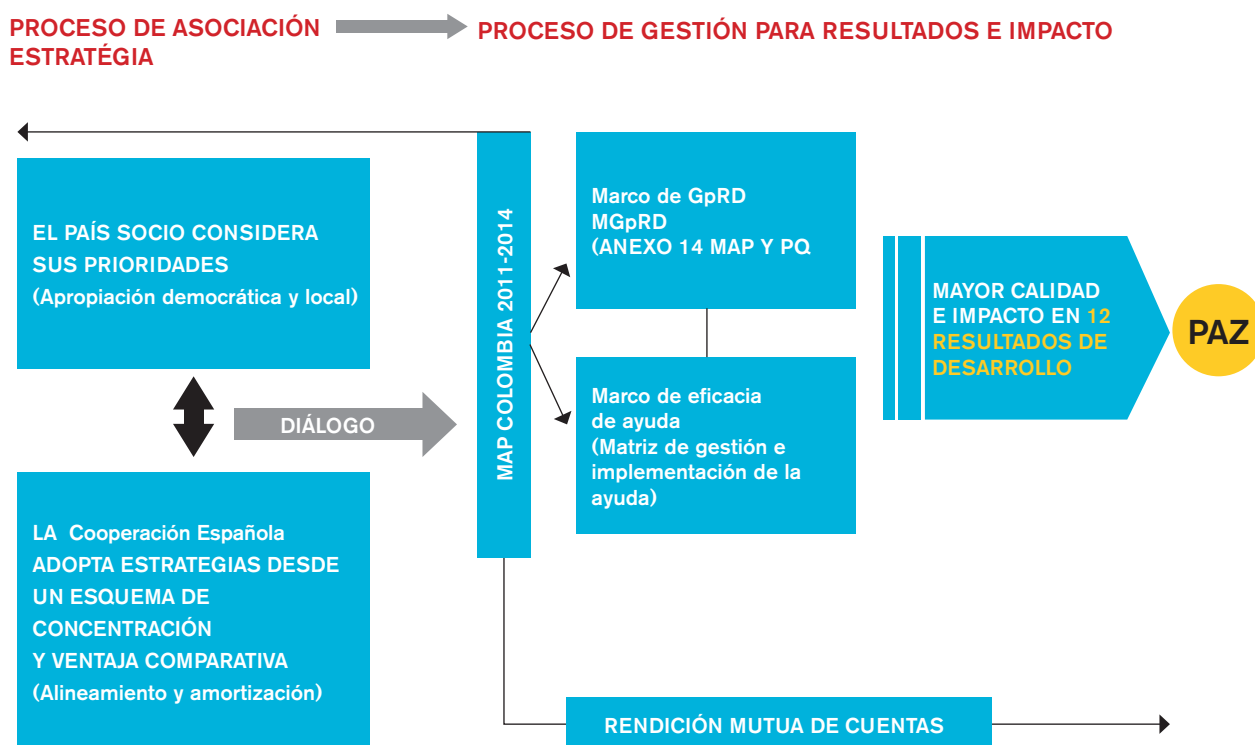 PROCESO DE ASOCIACIÓN
ESTRATÉGIA
PROCESO DE GESTIÓN PARA RESULTADOS E IMPACTO
EL PAÍS SOCIO CONSIDERA
SUS PRIORIDADES
(Apropiación democrática y local)
DIÁLOGO
LA Cooperación Española
ADOPTA ESTRATEGIAS DESDE
UN ESQUEMA DE
CONCENTRACIÓN
Y VENTAJA COMPARATIVA
(Alineamiento y amortización)
MAP COLOMBIA 2011-2014
Marco de GpRD
MGpRD
(ANEXO 14 MAP Y PQ
Marco de eficacia
de ayuda
(Matriz de gestión e
implementación de la
ayuda)
MAYOR CALIDAD
E IMPACTO EN 12
RESULTADOS DE
DESARROLLO
PAZ
RENDICIÓN MUTUA DE CUENTAS